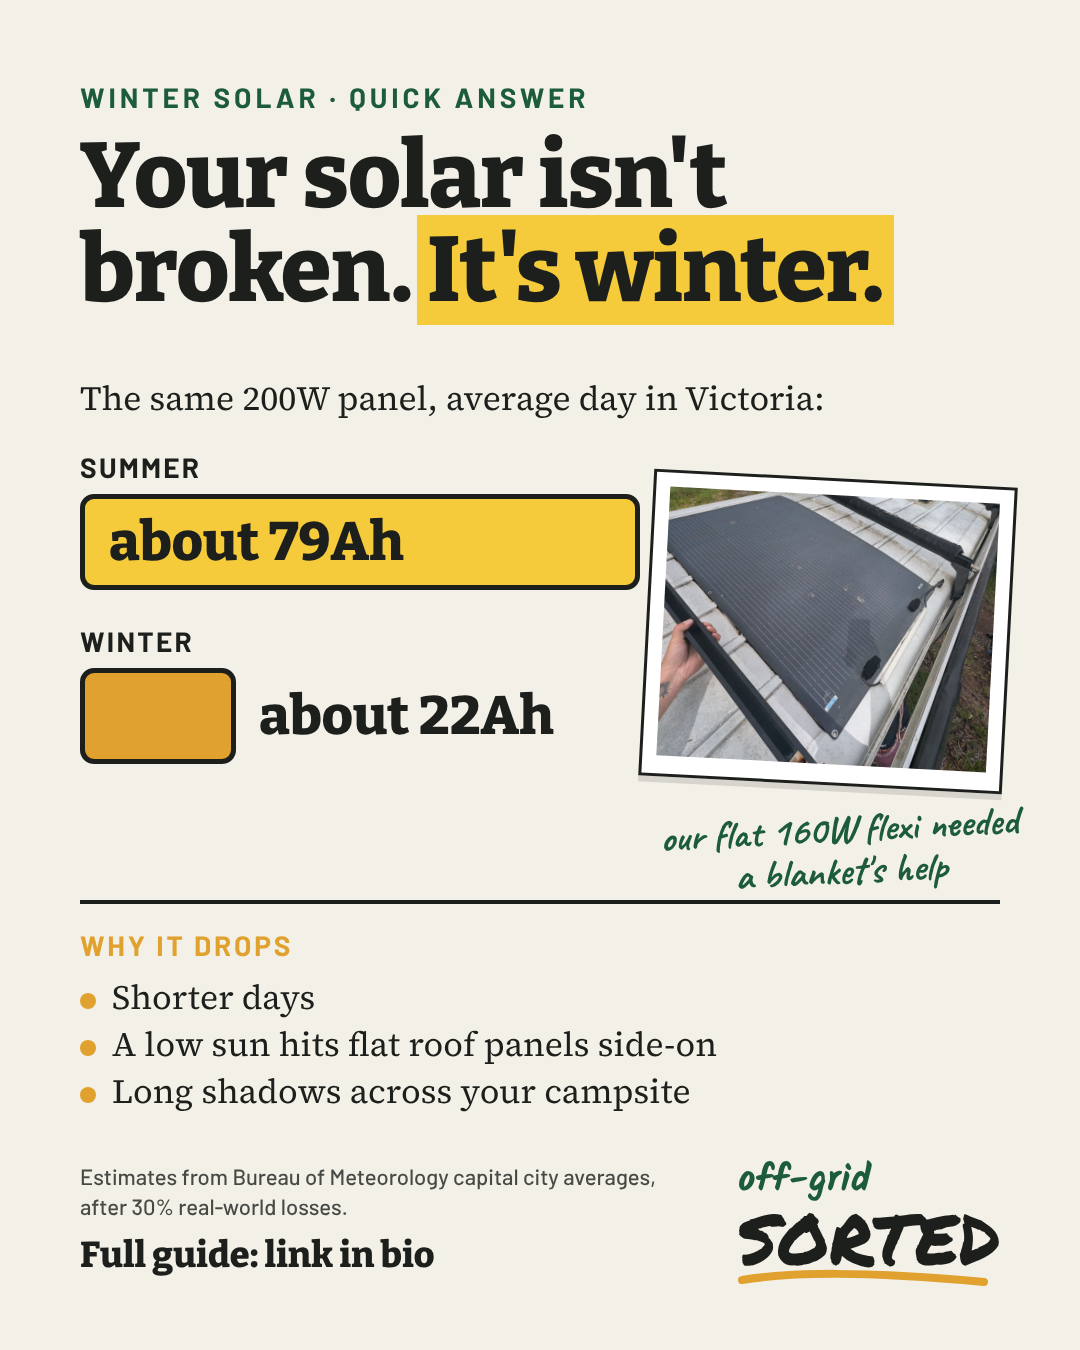 WINTER SOLAR · QUICK ANSWER
Your solar isn't
broken. It's winter.
The same 200W panel, average day in Victoria:
SUMMER
about 79Ah
WINTER
about 22Ah
our flat 160W flexi needed
a blanket's help
WHY IT DROPS
Shorter days
A low sun hits flat roof panels side-on
Long shadows across your campsite
Estimates from Bureau of Meteorology capital city averages,
after 30% real-world losses.
Full guide: link in bio
off-grid
SORTED